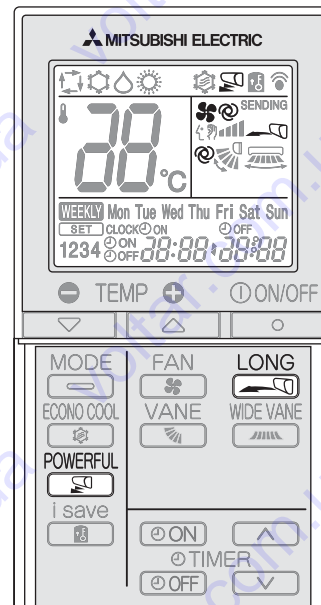 MITSUBISHI ELECTRIC
SENDING
88°C
WEEKLY Mon Tue Wed Thu Fri Sat Sun
SET CLOCK ON OFF
1234 ON OFF 88:88 88:88
TEMP ON/OFF
MODE FAN LONG
ECONO COOL VANE WIDE VANE
POWERFUL
i save
ON
TIMER
OFF